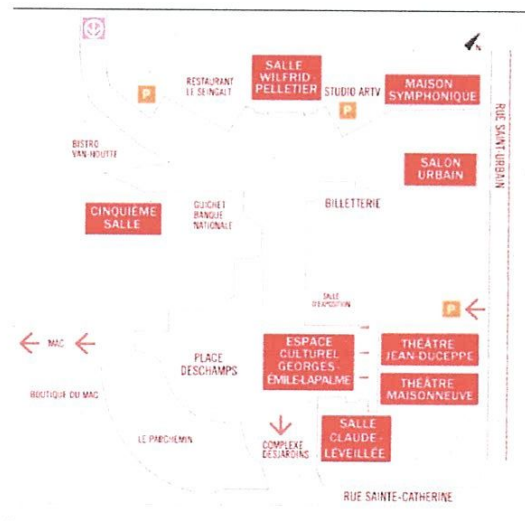 SALLE
WILFRID-
PELLETIER
RESTAURANT
LE SEINGALT
P
STUDIO ARTV
P
MAISON
SYMPHONIQUE
N
RUE SAINT-URBAIN
BISTRO
VAN-HOUTTE
SALON
URBAIN
CINQUIÈME
SALLE
GUICHET
BANQUE
NATIONALE
BILLETTERIE
SALLE
D'EXPOSITION
P
MAC
PLACE
DESCHAMPS
ESPACE
CULTUREL
GEORGES-
ÉMILE-LAPALME
THÉÂTRE
JEAN-DUCEPPE
THÉÂTRE
MAISONNEUVE
BOUTIQUE DU MAC
LE PARCHEMIN
COMPLEXE
DESJARDINS
SALLE
CLAUDE-
LÉVEILLÉE
RUE SAINTE-CATHERINE